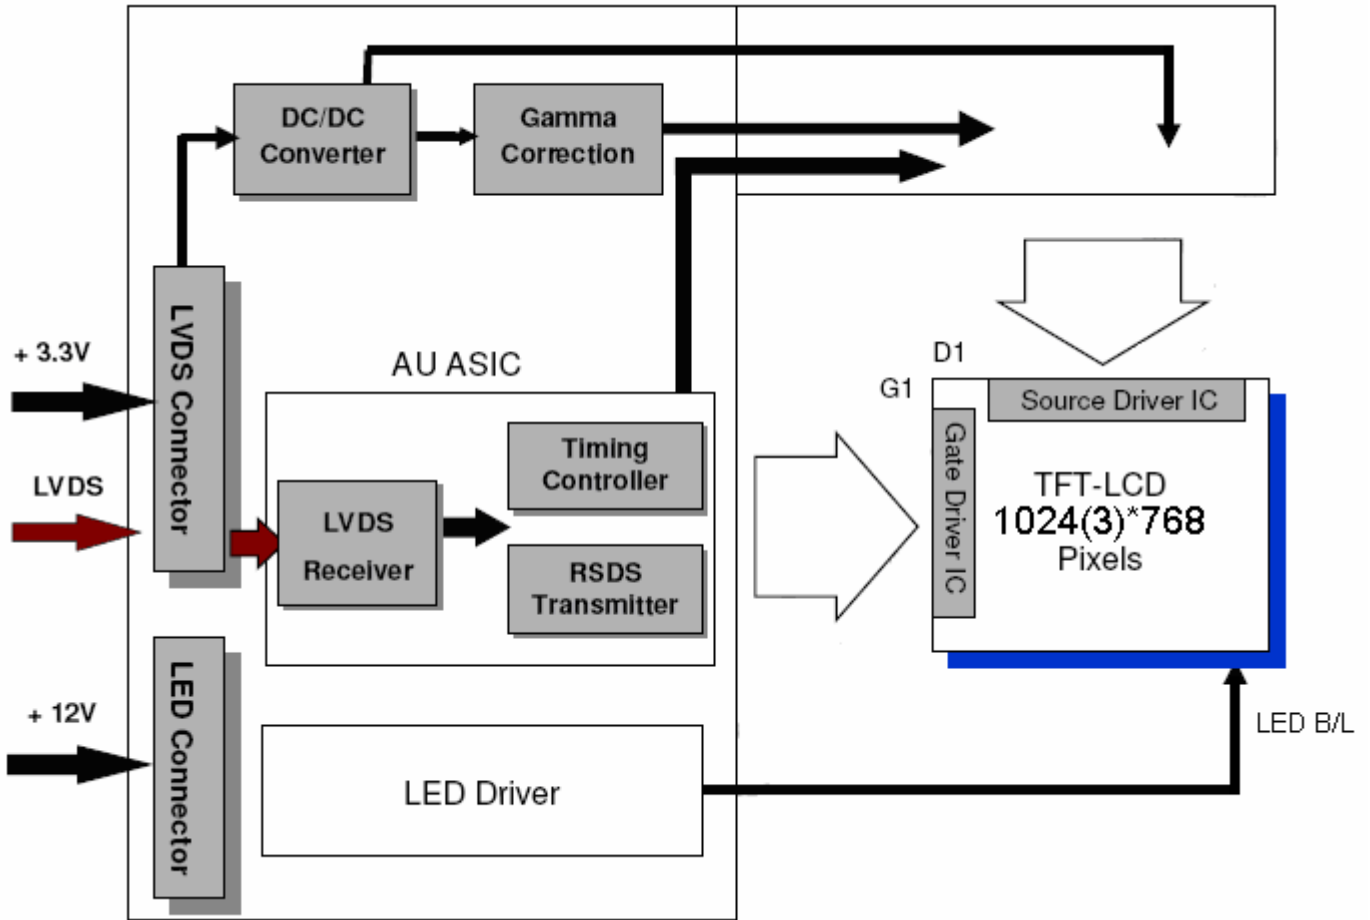 DC/DC
Converter
Gamma
Correction
+ 3.3V
LVDS
LVDS Connector
AU ASIC
LVDS
Receiver
Timing
Controller
RSDS
Transmitter
D1
G1
Source Driver IC
Gate Driver IC
TFT-LCD
1024(3)*768
Pixels
+ 12V
LED Connector
LED Driver
LED B/L